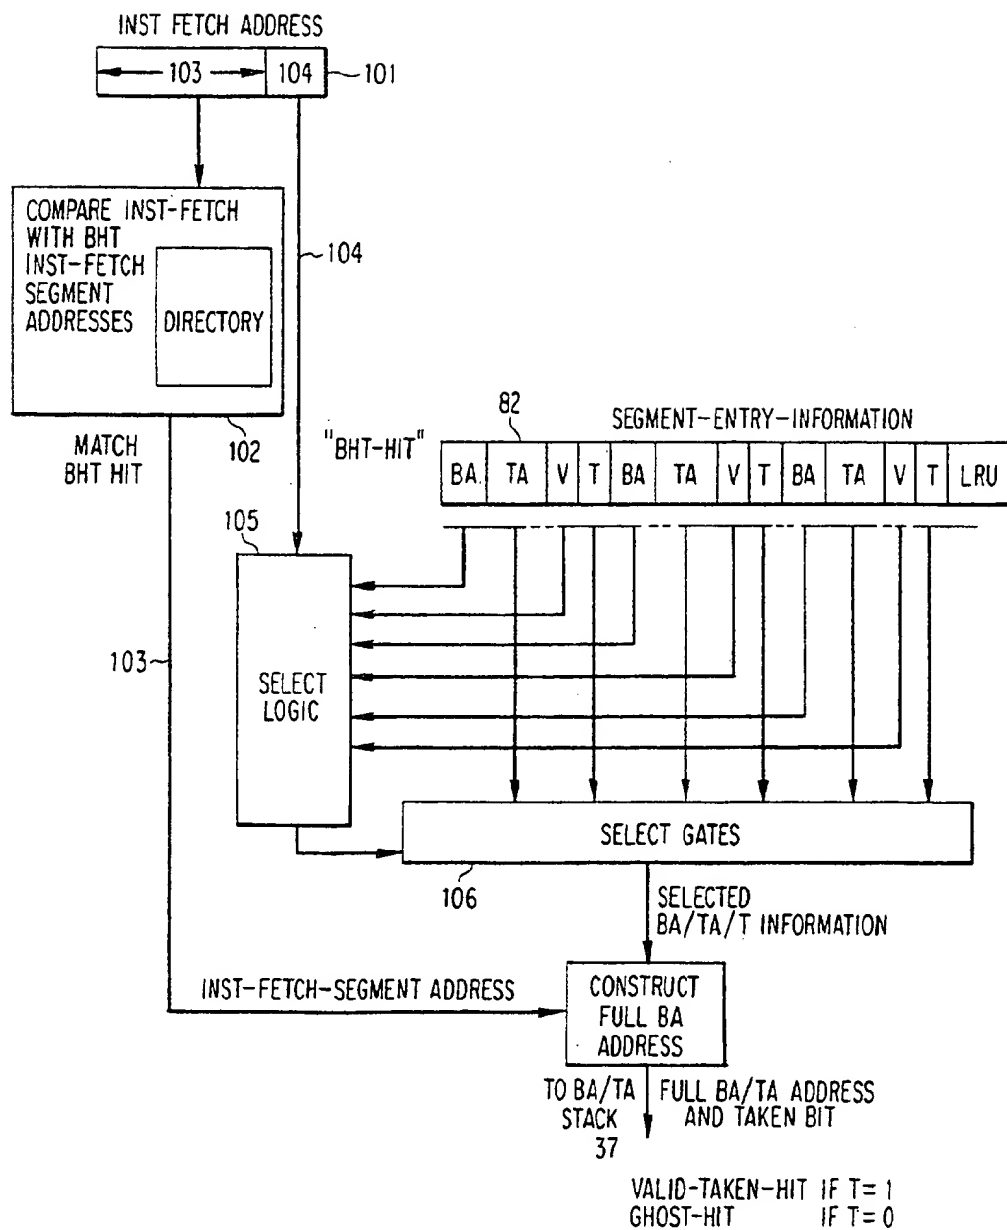 INST FETCH ADDRESS
103 104 101
COMPARE INST-FETCH
WITH BHT
INST-FETCH
SEGMENT
ADDRESSES
DIRECTORY
104
102
MATCH
BHT HIT
"BHT-HIT"
82
SEGMENT-ENTRY-INFORMATION
BA TA V T BA TA V T BA TA V T LRU
105
SELECT
LOGIC
103
SELECT GATES
106
SELECTED
BA/TA/T INFORMATION
INST-FETCH-SEGMENT ADDRESS
CONSTRUCT
FULL BA
ADDRESS
TO BA/TA
STACK
37
FULL BA/TA ADDRESS
AND TAKEN BIT
VALID-TAKEN-HIT IF T=1
GHOST-HIT IF T=0